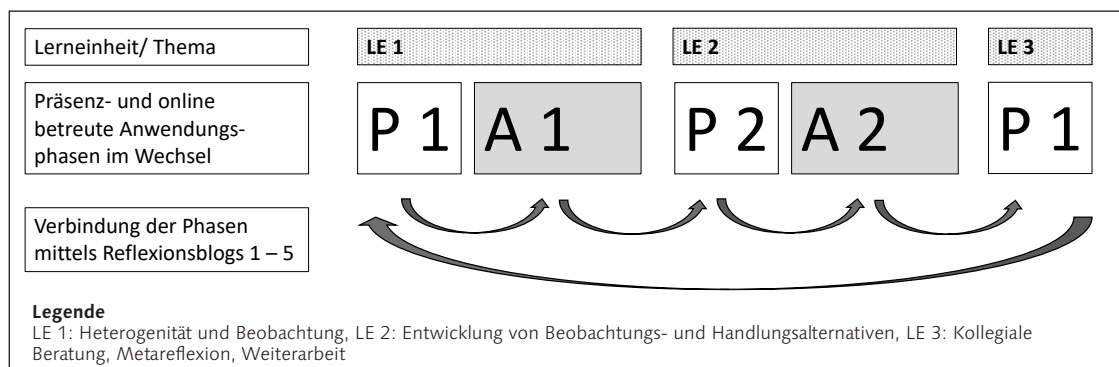 Lerneinheit/ Thema
LE 1
LE 2
LE 3
Präsenz- und online
betreute Anwendungs-
phasen im Wechsel
P 1
A 1
P 2
A 2
P 1
Verbindung der Phasen
mittels Reflexionsblogs 1 – 5
Legende
LE 1: Heterogenität und Beobachtung, LE 2: Entwicklung von Beobachtungs- und Handlungsalternativen, LE 3: Kollegiale
Beratung, Metareflexion, Weiterarbeit